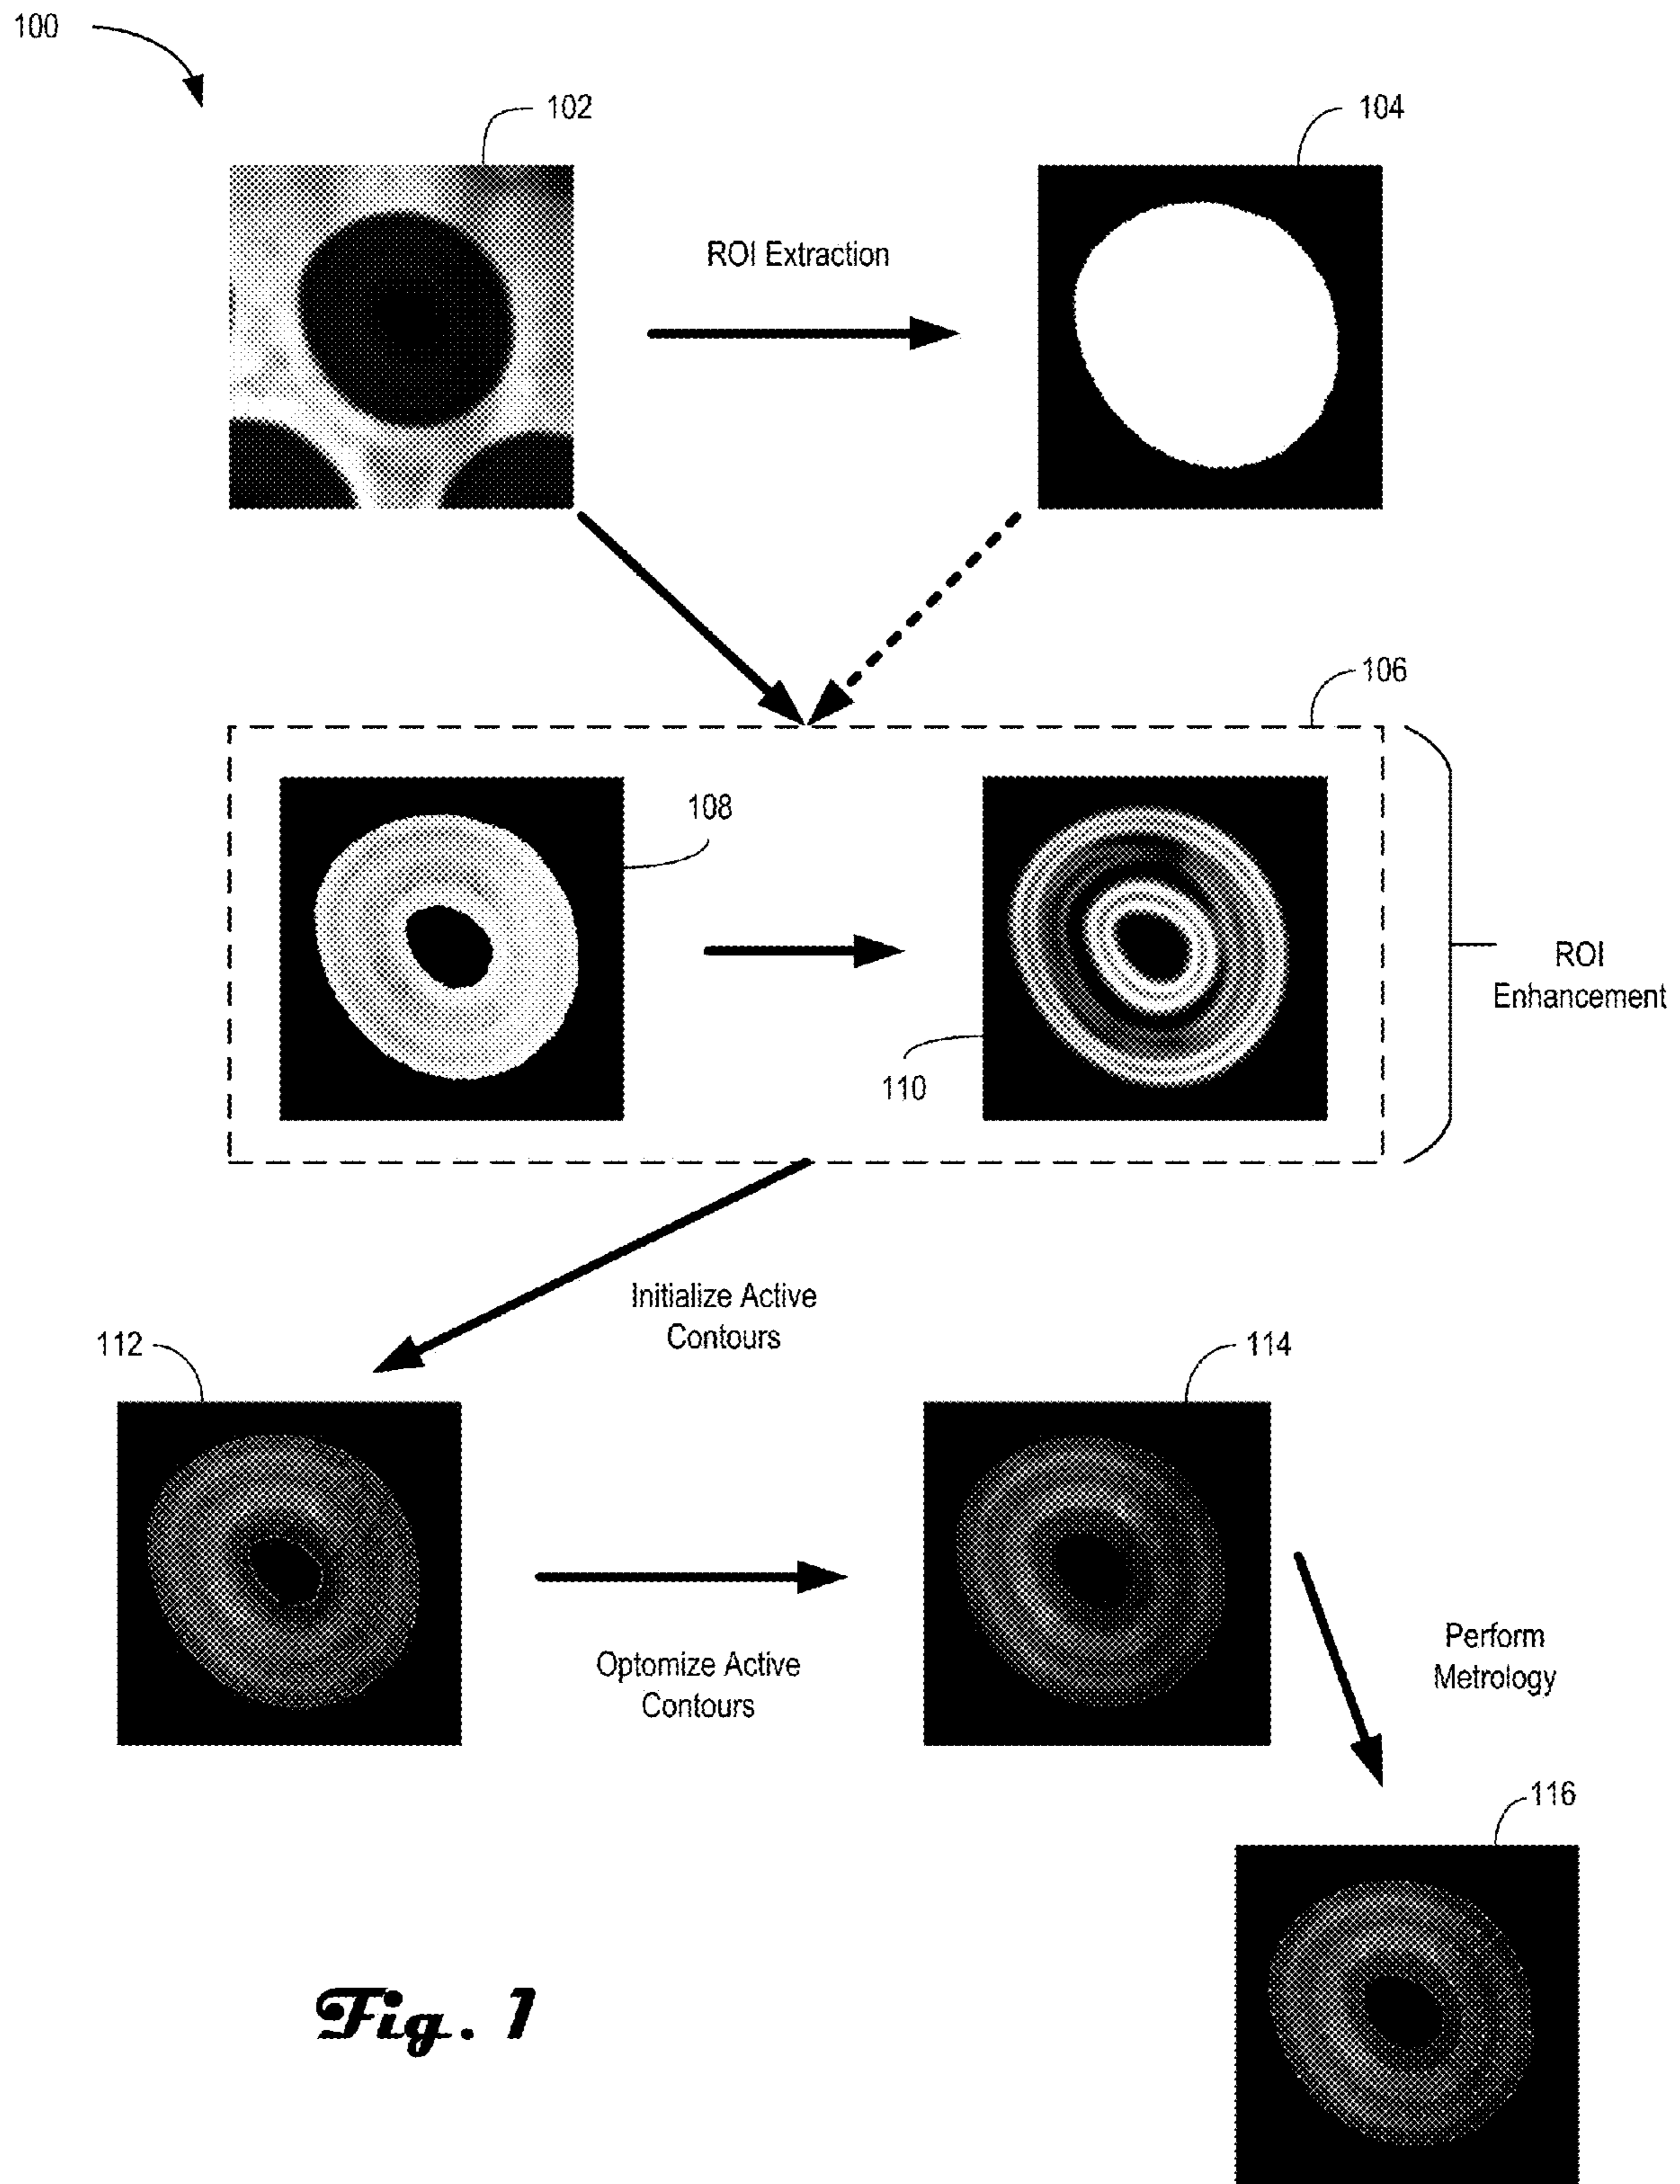 100
102
104
ROI Extraction
106
108
110
ROI
Enhancement
Initialize Active
Contours
112
114
Optomize Active
Contours
Perform
Metrology
116
Fig. 1